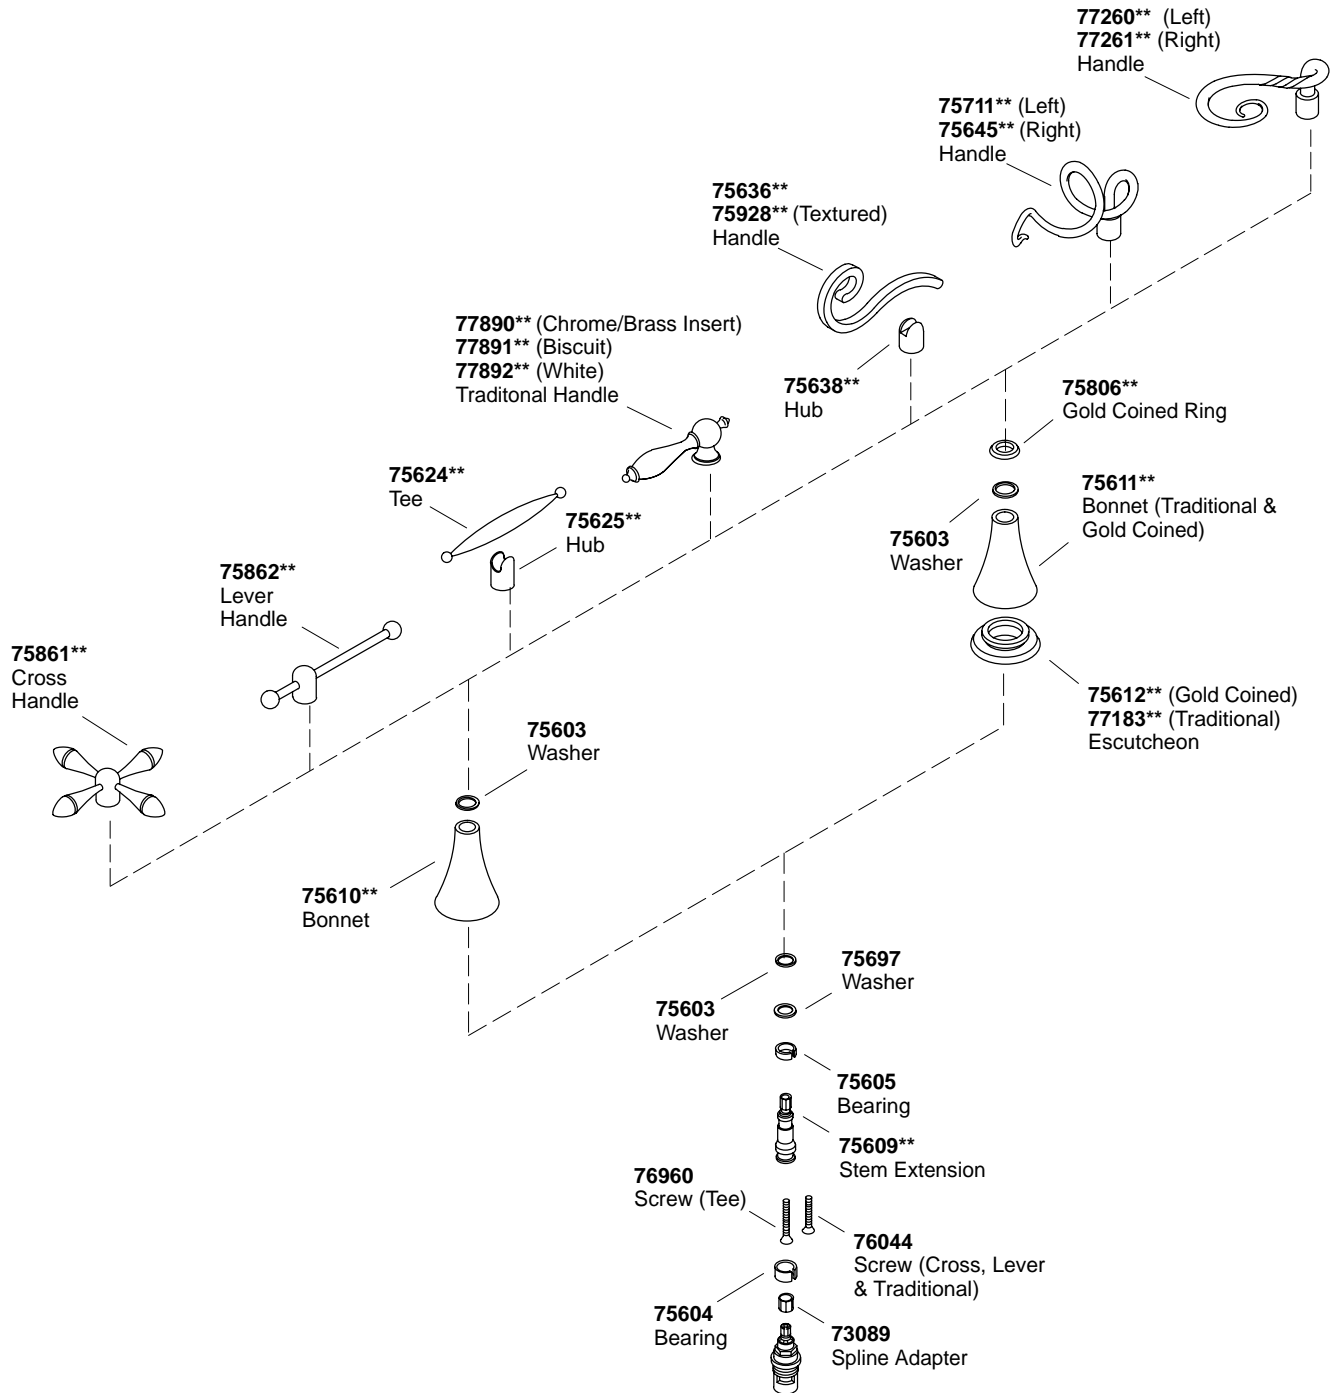 77260** (Left)
77261** (Right)
Handle
75711** (Left)
75645** (Right)
Handle
75636**
75928** (Textured)
Handle
77890** (Chrome/Brass Insert)
77891** (Biscuit)
77892** (White)
Traditonal Handle
75638**
Hub
75806**
Gold Coined Ring
75624**
Tee
75625**
Hub
75611**
Bonnet (Traditional &
Gold Coined)
75603
Washer
75862**
Lever
Handle
75861**
Cross
Handle
75612** (Gold Coined)
77183** (Traditional)
Escutcheon
75603
Washer
75610**
Bonnet
75697
Washer
75603
Washer
75605
Bearing
75609**
Stem Extension
76960
Screw (Tee)
76044
Screw (Cross, Lever
& Traditional)
75604
Bearing
73089
Spline Adapter